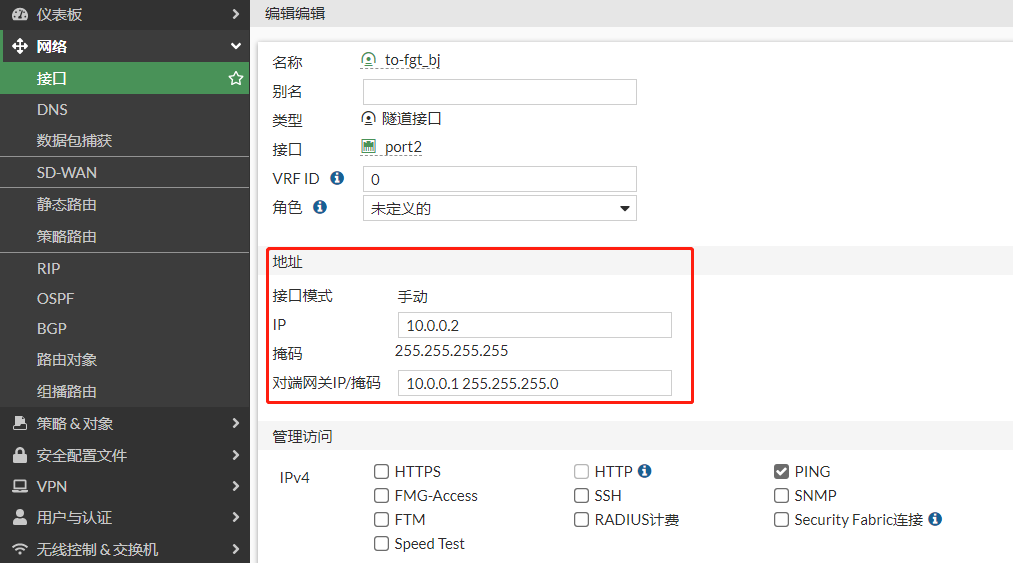 仪表板
网络
接口
DNS
数据包捕获
SD-WAN
静态路由
策略路由
RIP
OSPF
BGP
路由对象
组播路由
策略 & 对象
安全配置文件
VPN
用户与认证
无线控制 & 交换机
编辑编辑
名称 to-fgt_bj
别名
类型 隧道接口
接口 port2
VRF ID 0
角色 未定义的
地址
接口模式 手动
IP 10.0.0.2
掩码 255.255.255.255
对端网关IP/掩码 10.0.0.1 255.255.255.0
管理访问
IPv4 HTTPS HTTP PING
FMG-Access SSH SNMP
FTM RADIUS计费 Security Fabric连接
Speed Test